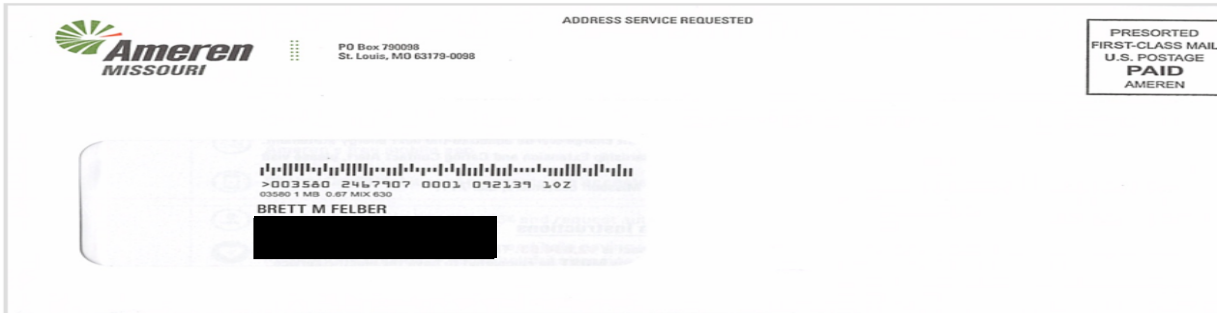 ADDRESS SERVICE REQUESTED
Ameren
MISSOURI
PO Box 790098
St. Louis, MO 63179-0098
PRESORTED
FIRST-CLASS MAIL
U.S. POSTAGE
PAID
AMEREN
>003580 2467907 0001 092139 10Z
03580 1 MB 0.67 MIX 630
BRETT M FELBER